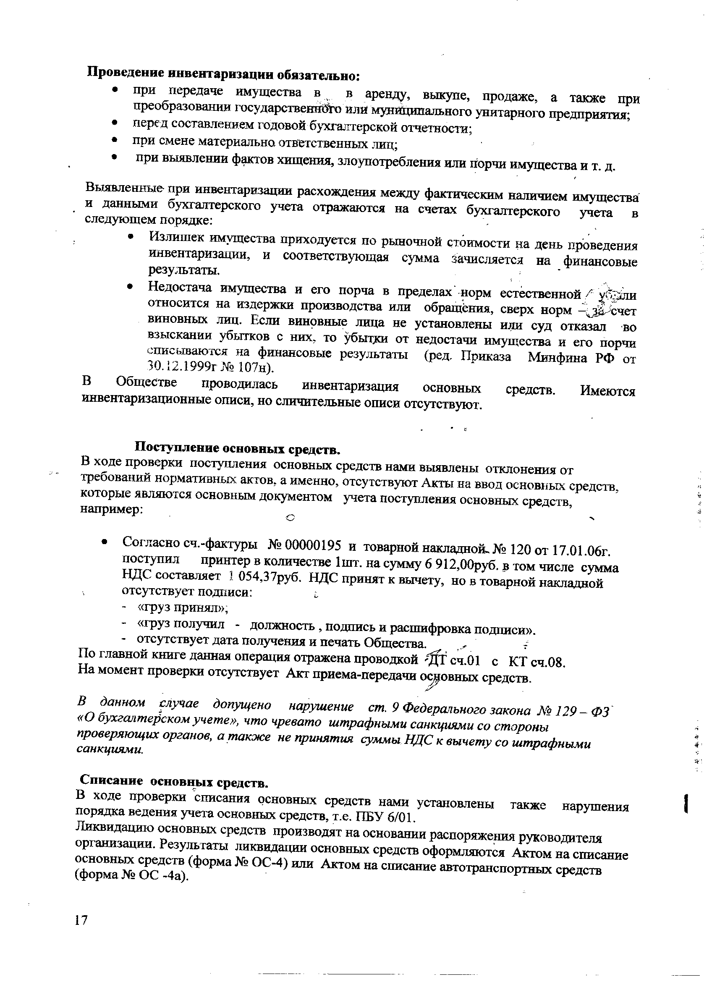 Проведение инвентаризации обязательно:
• при передаче имущества в в аренду, выкупе, продаже, а также при
преобразовании государственного или муниципального унитарного предприятия;
• перед составлением годовой бухгалтерской отчетности;
• при смене материально ответственных лиц;
• при выявлении фактов хищения, злоупотребления или порчи имущества и т. д.
Выявленные при инвентаризации расхождения между фактическим наличием имущества
и данными бухгалтерского учета отражаются на счетах бухгалтерского учета в
следующем порядке:
• Излишек имущества приходуется по рыночной стоимости на день проведения
инвентаризации, и соответствующая сумма зачисляется на финансовые
результаты.
• Недостача имущества и его порча в пределах норм естественной убыли
относится на издержки производства или обращения, сверх норм – за счет
виновных лиц. Если виновные лица не установлены или суд отказал во
взыскании убытков с них, то убытки от недостачи имущества и его порчи
списываются на финансовые результаты (ред. Приказа Минфина РФ от
30.12.1999г № 107н).
В Обществе проводилась инвентаризация основных средств. Имеются
инвентаризационные описи, но сличительные описи отсутствуют.
Поступление основных средств.
В ходе проверки поступления основных средств нами выявлены отклонения от
требований нормативных актов, а именно, отсутствуют Акты на ввод основных средств,
которые являются основным документом учета поступления основных средств,
например:
• Согласно сч.-фактуры № 00000195 и товарной накладной № 120 от 17.01.06г.
поступил принтер в количестве 1шт. на сумму 6 912,00руб. в том числе сумма
НДС составляет 1 054,37руб. НДС принят к вычету, но в товарной накладной
отсутствует подписи:
- «груз принял»;
- «груз получил - должность , подпись и расшифровка подписи».
- отсутствует дата получения и печать Общества.
По главной книге данная операция отражена проводкой ДТ сч.01 с КТ сч.08.
На момент проверки отсутствует Акт приема-передачи основных средств.
В данном случае допущено нарушение ст. 9 Федерального закона № 129 – ФЗ
«О бухгалтерском учете», что чревато штрафными санкциями со стороны
проверяющих органов, а также не принятия суммы НДС к вычету со штрафными
санкциями.
Списание основных средств.
В ходе проверки списания основных средств нами установлены также нарушения
порядка ведения учета основных средств, т.е. ПБУ 6/01.
Ликвидацию основных средств производят на основании распоряжения руководителя
организации. Результаты ликвидации основных средств оформляются Актом на списание
основных средств (форма № ОС-4) или Актом на списание автотранспортных средств
(форма № ОС -4а).
17